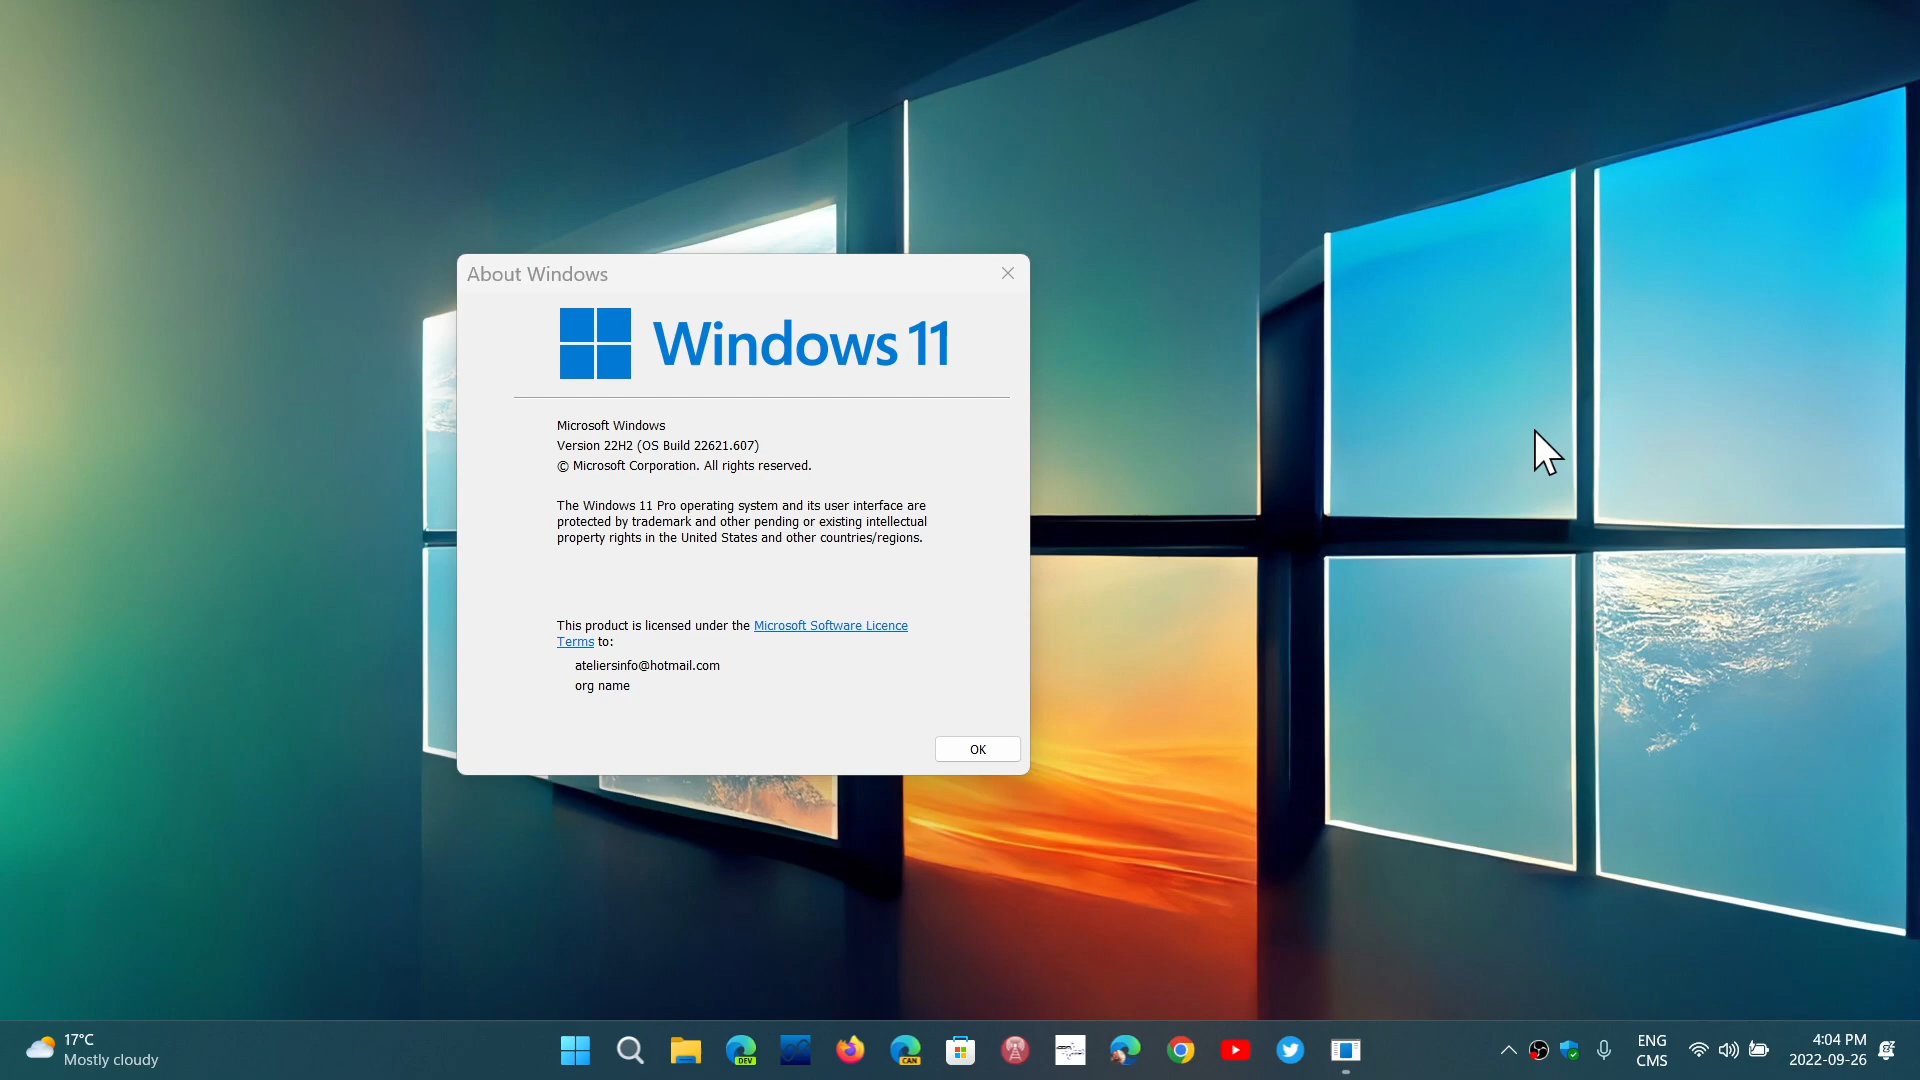 About Windows
Windows 11
Microsoft Windows
Version 22H2 (OS Build 22621.607)
© Microsoft Corporation. All rights reserved.
The Windows 11 Pro operating system and its user interface are
protected by trademark and other pending or existing intellectual
property rights in the United States and other countries/regions.
This product is licensed under the Microsoft Software Licence
Terms to:
ateliersinfo@hotmail.com
org name
OK
17°C
Mostly cloudy
DEV
CAN
ENG
CMS
4:04 PM
2022-09-26